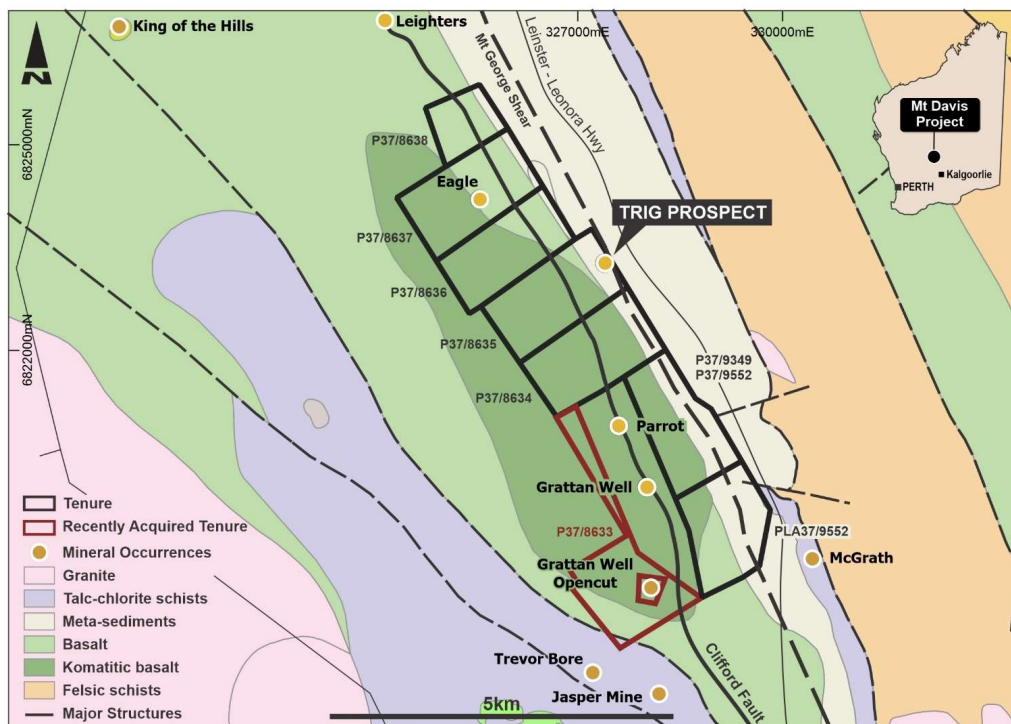 King of the Hills
Leighters
327000mE
330000mE
Mt George Shear
Leinster - Leonora Hwy
N
6825000mN
6822000mN
Mt Davis
Project
Kalgoorlie
PERTH
P37/8638
Eagle
TRIG PROSPECT
P37/8637
P37/8636
P37/8635
P37/8634
P37/9349
P37/9552
Parrot
Grattan Well
P37/8633
PLA37/9552
Grattan Well
Opencut
McGrath
Trevor Bore
Jasper Mine
Clifford Fault
5km
Tenure
Recently Acquired Tenure
Mineral Occurrences
Granite
Talc-chlorite schists
Meta-sediments
Basalt
Komatitic basalt
Felsic schists
Major Structures